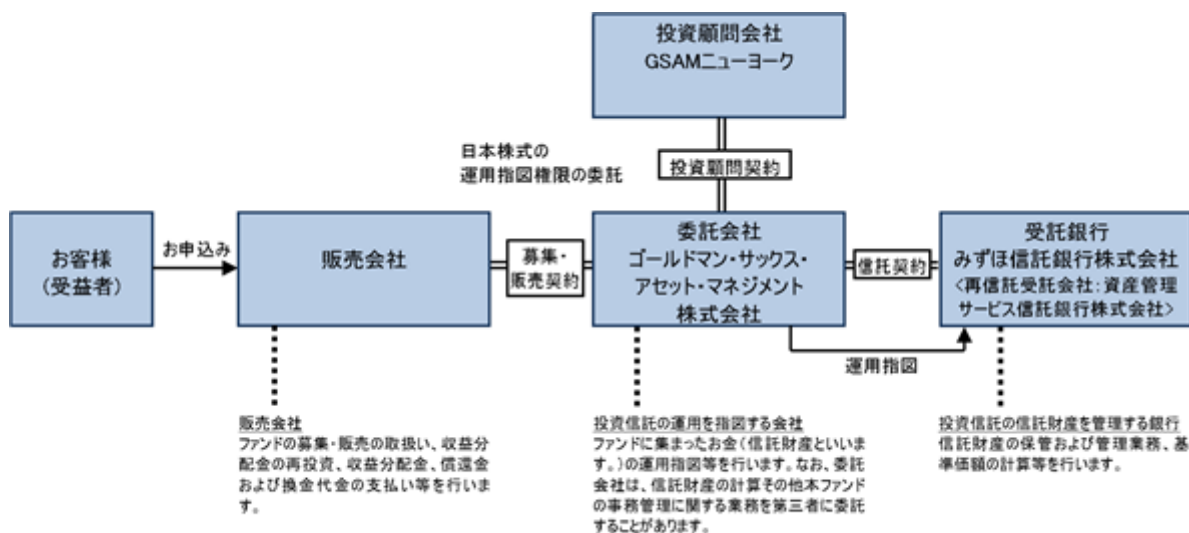 投資顧問会社
GSAMニューヨーク
日本株式の
運用指図権限の委託
投資顧問契約
お客様
(受益者)
お申込み
販売会社
募集・
販売契約
委託会社
ゴールドマン・サックス・
アセット・マネジメント
株式会社
信託契約
受託銀行
みずほ信託銀行株式会社
<再信託受託会社:資産管理
サービス信託銀行株式会社>
運用指図
販売会社
ファンドの募集・販売の取扱い、収益分
配金の再投資、収益分配金、償還金
および換金代金の支払い等を行いま
す。
投資信託の運用を指図する会社
ファンドに集まったお金(信託財産といいま
す。)の運用指図等を行います。なお、委託
会社は、信託財産の計算その他本ファンド
の事務管理に関する業務を第三者に委託
することがあります。
投資信託の信託財産を管理する銀行
信託財産の保管および管理業務、基
準価額の計算等を行います。